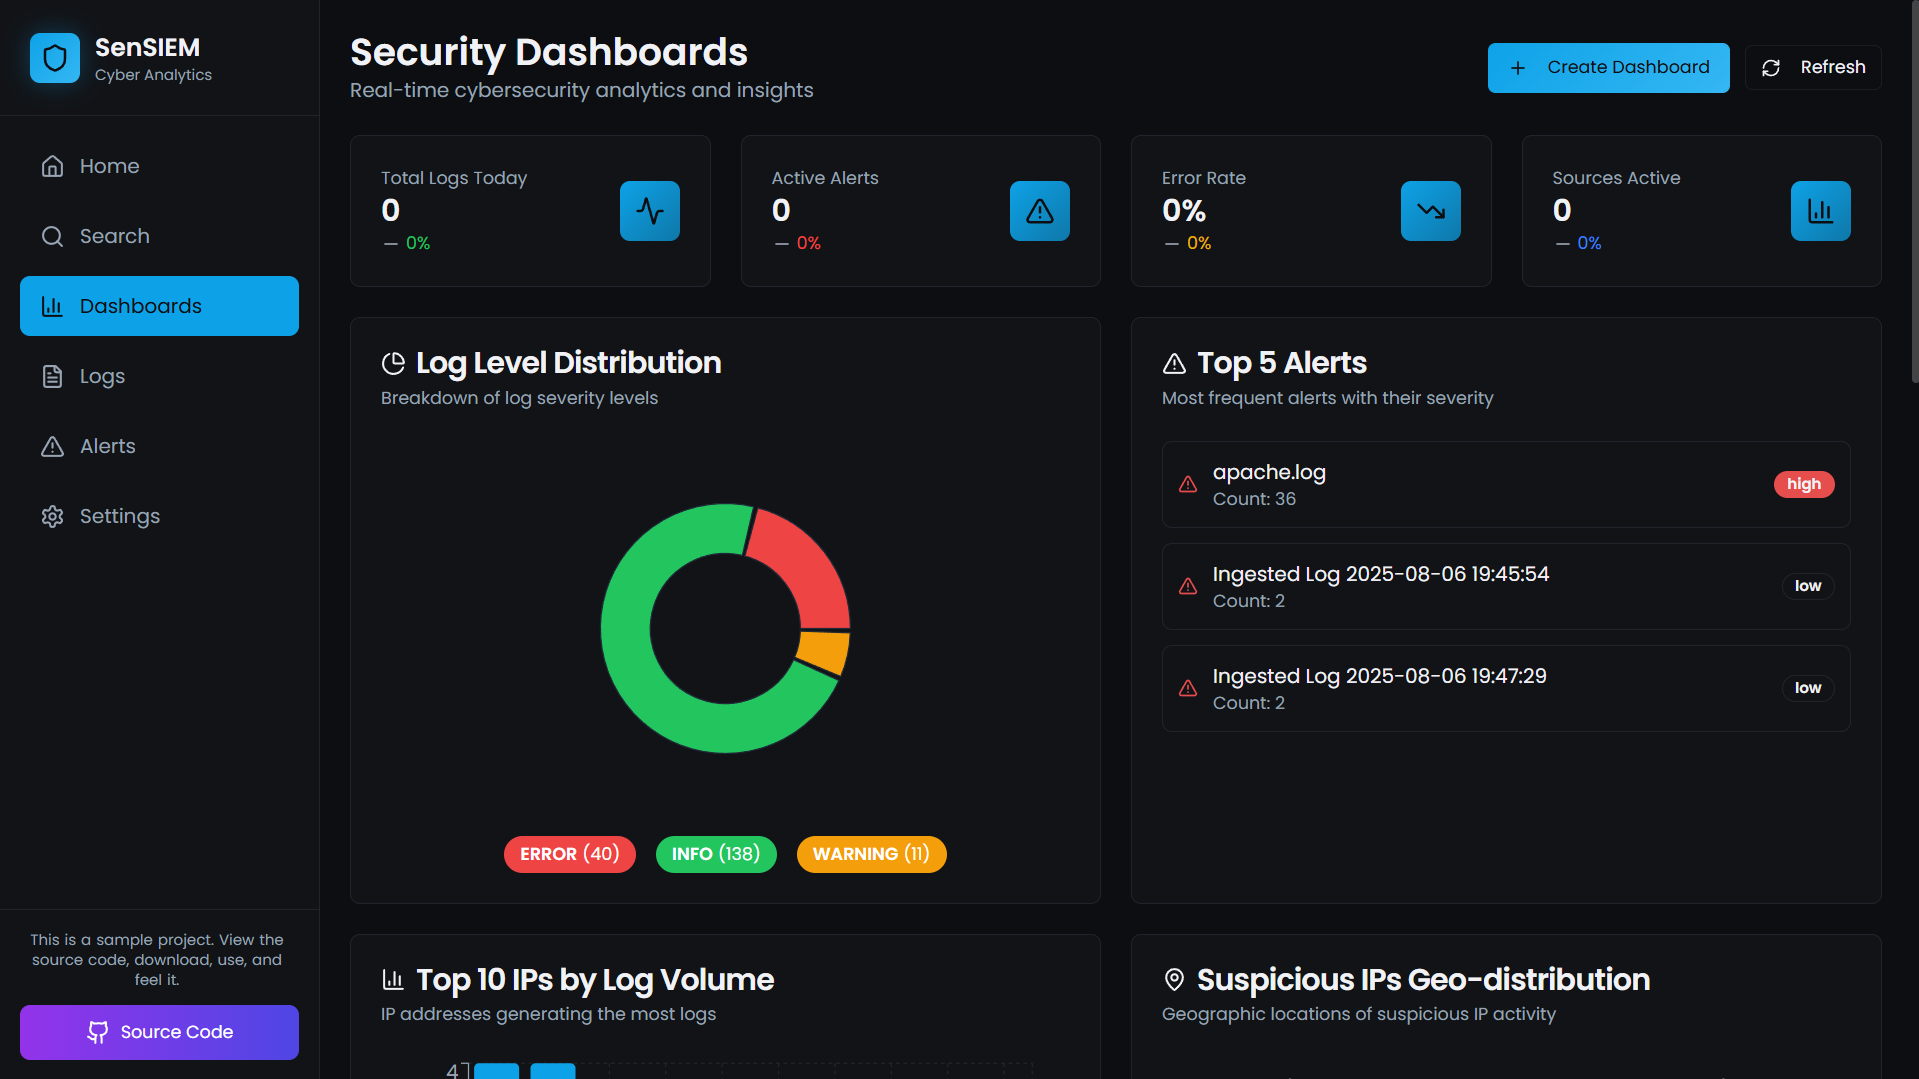 SenSIEM
Cyber Analytics
Home
Search
Dashboards
Logs
Alerts
Settings
This is a sample project. View the
source code, download, use, and
feel it.
Source Code
Security Dashboards
Real-time cybersecurity analytics and insights
Create Dashboard
Refresh
Total Logs Today
0
— 0%
Active Alerts
0
— 0%
Error Rate
0%
— 0%
Sources Active
0
— 0%
Log Level Distribution
Breakdown of log severity levels
ERROR (40)
INFO (138)
WARNING (11)
Top 5 Alerts
Most frequent alerts with their severity
apache.log
Count: 36
high
Ingested Log 2025-08-06 19:45:54
Count: 2
low
Ingested Log 2025-08-06 19:47:29
Count: 2
low
Top 10 IPs by Log Volume
IP addresses generating the most logs
4
Suspicious IPs Geo-distribution
Geographic locations of suspicious IP activity